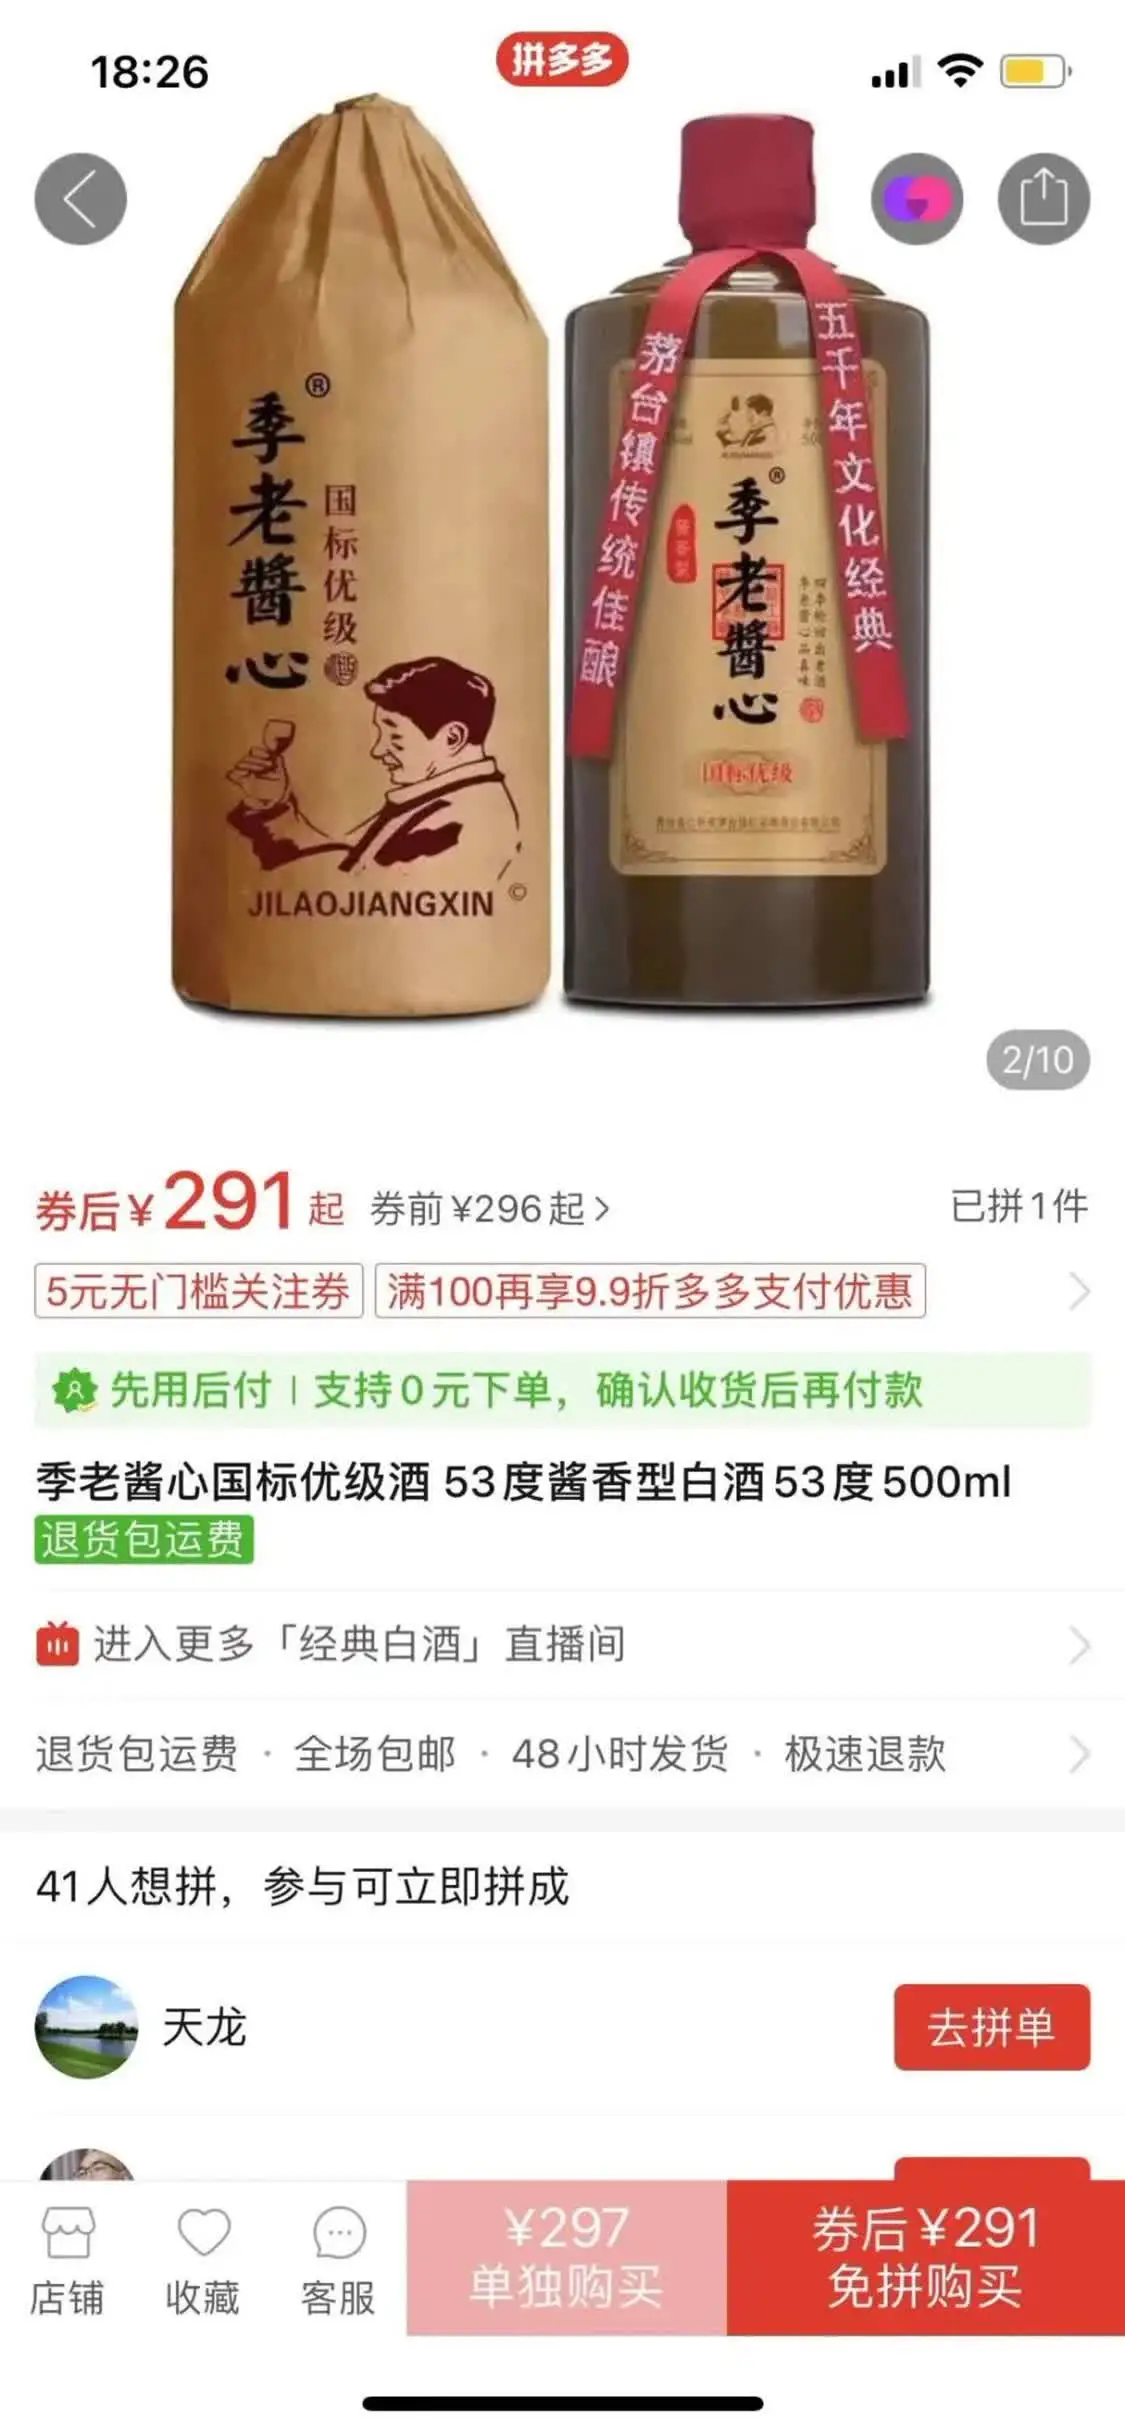 18:26
拼多多
季老醬心®
国标优级
JILAOJIANGXIN©
茅台镇传统佳酿
五千年文化经典
季老醬心®
国标优级
2/10
券后¥291起 券前¥296起>
已拼1件
5元无门槛关注券
满100再享9.9折多多支付优惠
先用后付 | 支持0元下单，确认收货后再付款
季老酱心国标优级酒 53度酱香型白酒53度500ml
退货包运费
进入更多「经典白酒」直播间
退货包运费 · 全场包邮 · 48小时发货 · 极速退款
41人想拼，参与可立即拼成
天龙
去拼单
店铺
收藏
客服
¥297
单独购买
券后¥291
免拼购买